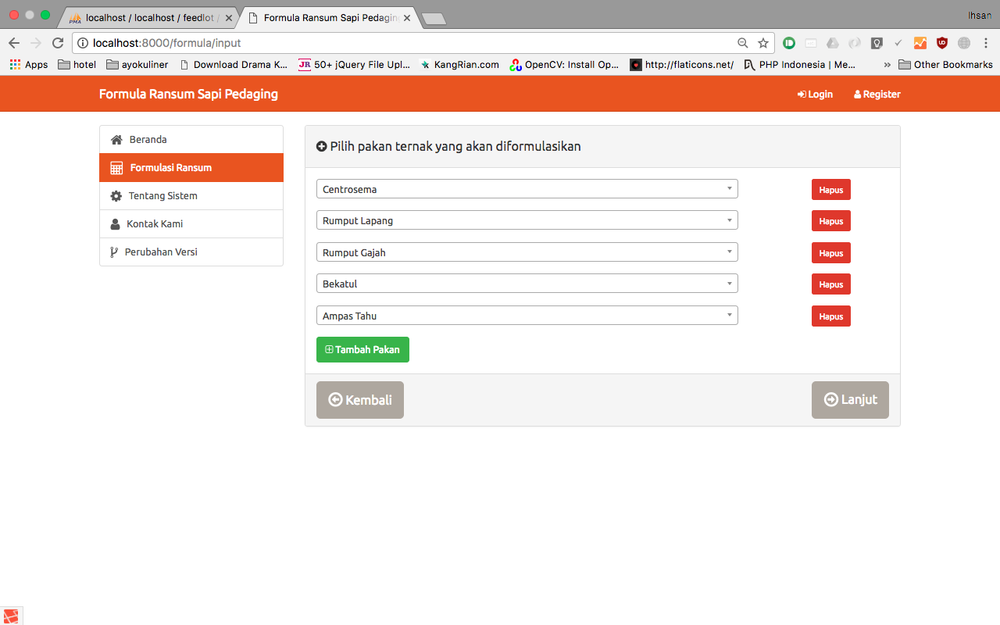 PMA localhost / localhost / feedlot /
Formula Ransum Sapi Pedaging
Ihsan
localhost:8000/formula/input
Apps hotel ayokuliner Download Drama K... JR 50+ jQuery File Upl... KangRian.com OpenCV: Install Op... http://flaticons.net/ PHP Indonesia | Me... » Other Bookmarks
Formula Ransum Sapi Pedaging
Login Register
Beranda
Formulasi Ransum
Tentang Sistem
Kontak Kami
Perubahan Versi
Pilih pakan ternak yang akan diformulasikan
Centrosema Hapus
Rumput Lapang Hapus
Rumput Gajah Hapus
Bekatul Hapus
Ampas Tahu Hapus
Tambah Pakan
Kembali Lanjut